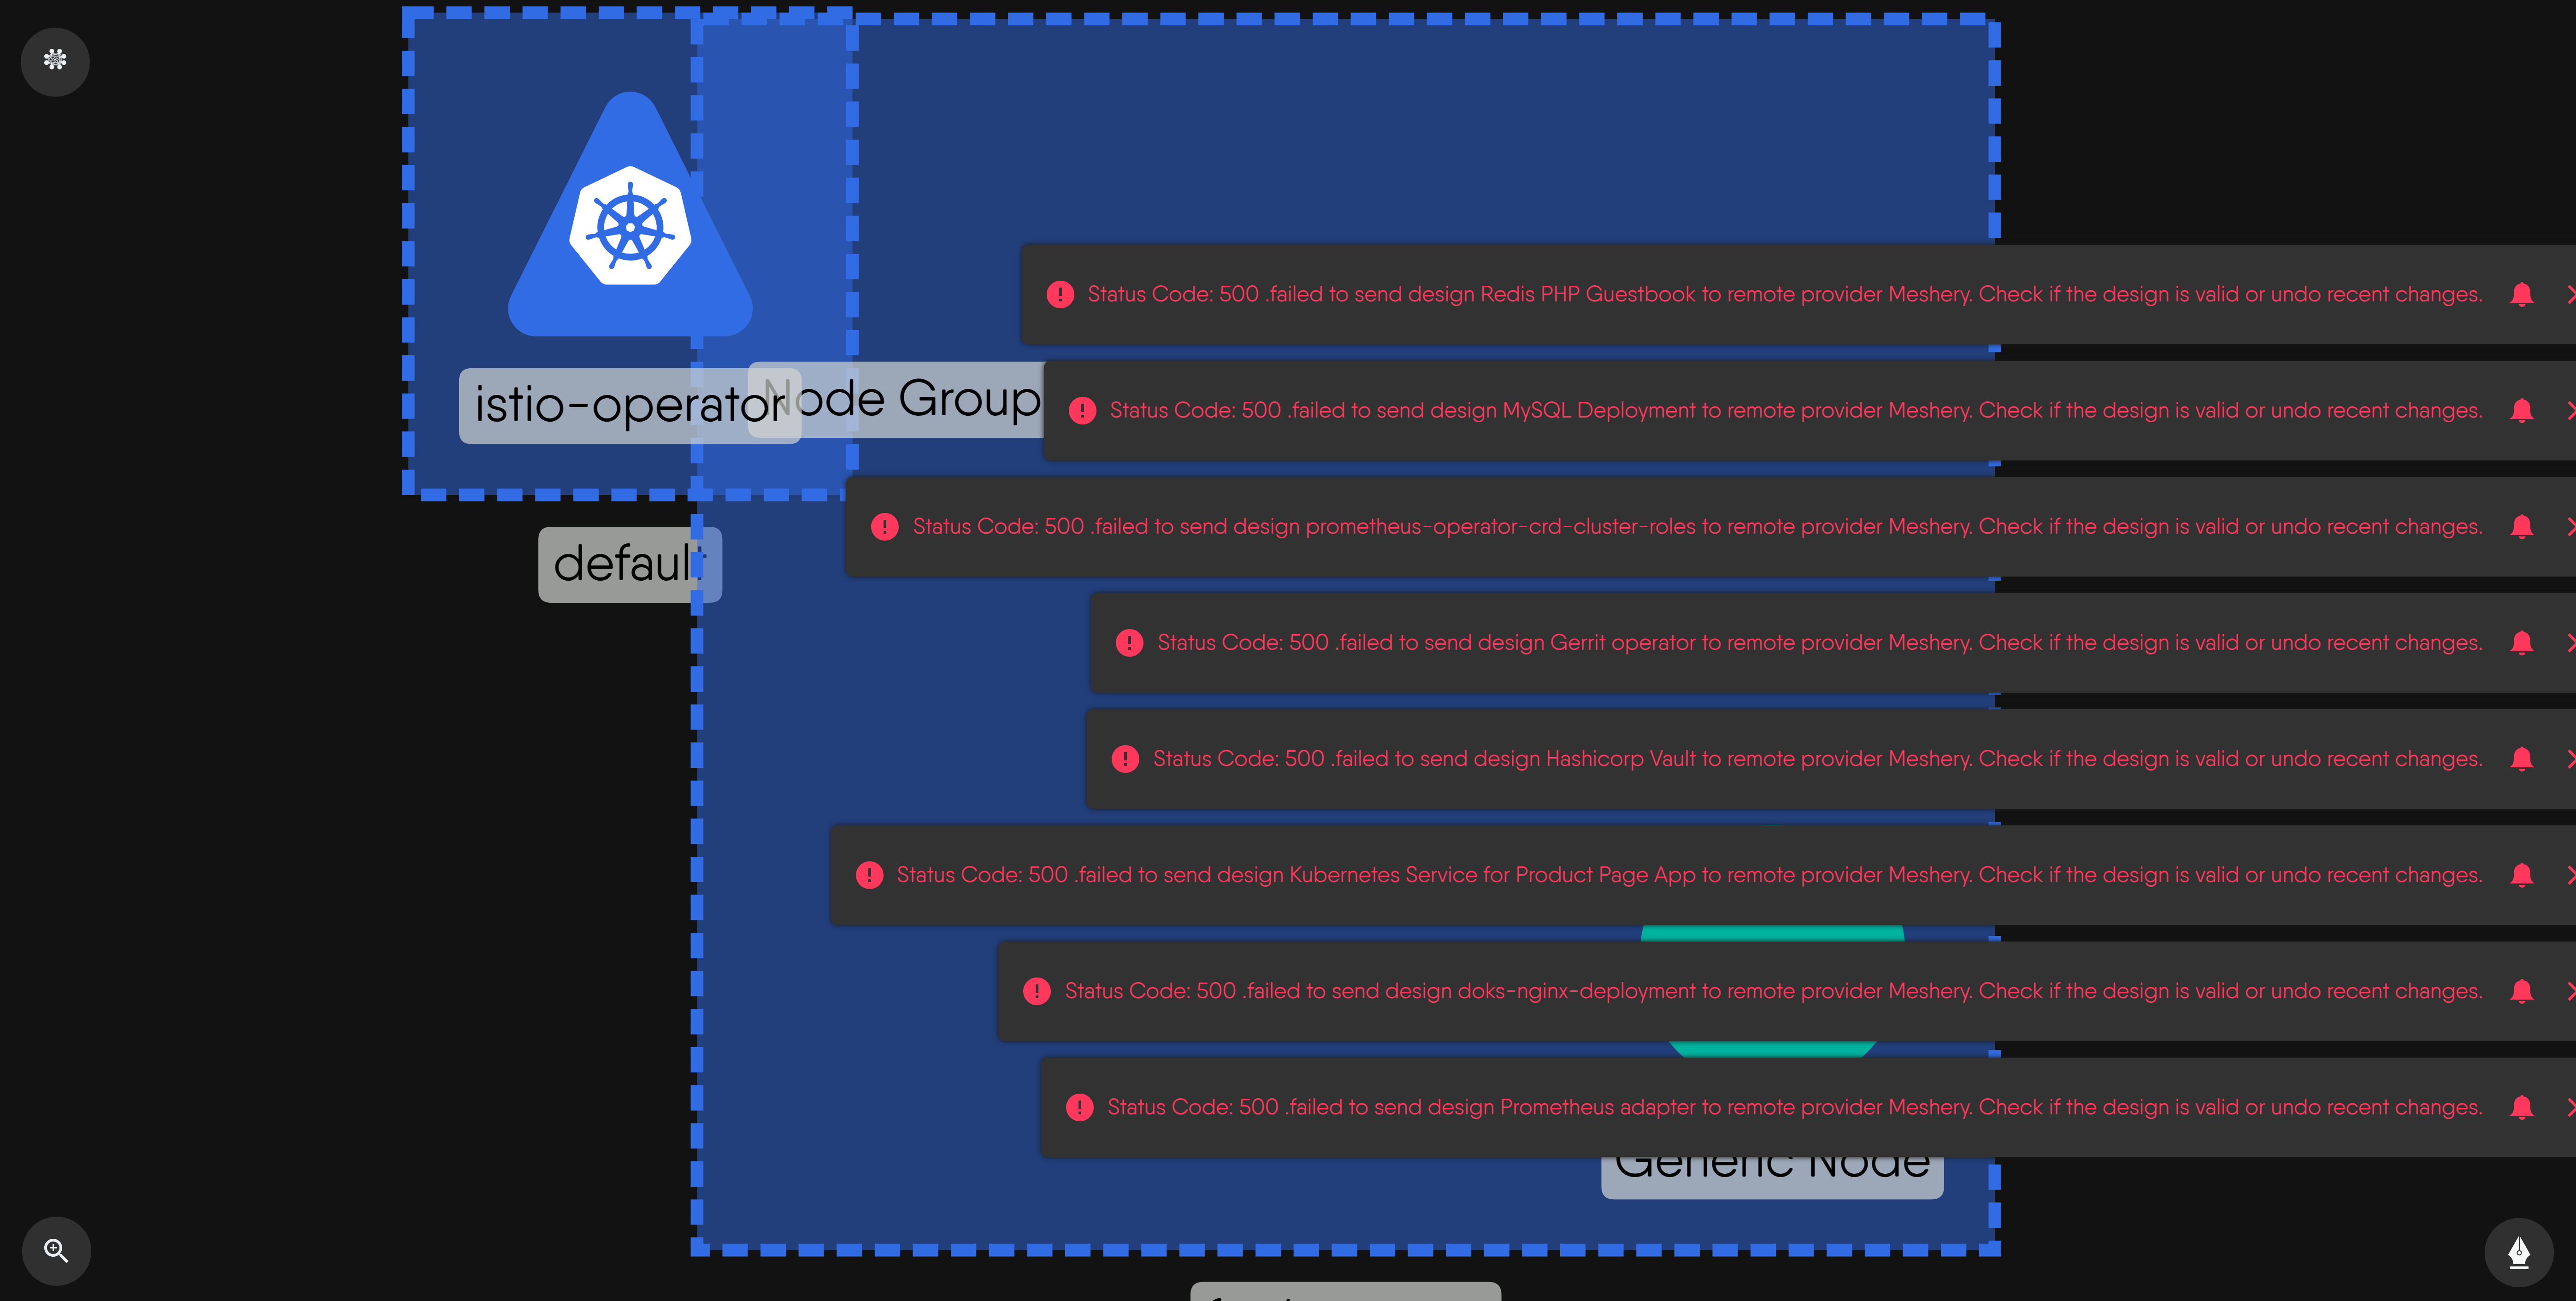 Status Code: 500 .failed to send design Redis PHP Guestbook to remote provider Meshery. Check if the design is valid or undo recent changes.
istio-operator
Node Group
Status Code: 500 .failed to send design MySQL Deployment to remote provider Meshery. Check if the design is valid or undo recent changes.
Status Code: 500 .failed to send design prometheus-operator-crd-cluster-roles to remote provider Meshery. Check if the design is valid or undo recent changes.
default
Status Code: 500 .failed to send design Gerrit operator to remote provider Meshery. Check if the design is valid or undo recent changes.
Status Code: 500 .failed to send design Hashicorp Vault to remote provider Meshery. Check if the design is valid or undo recent changes.
Status Code: 500 .failed to send design Kubernetes Service for Product Page App to remote provider Meshery. Check if the design is valid or undo recent changes.
Status Code: 500 .failed to send design doks-nginx-deployment to remote provider Meshery. Check if the design is valid or undo recent changes.
Status Code: 500 .failed to send design Prometheus adapter to remote provider Meshery. Check if the design is valid or undo recent changes.
Generic Node